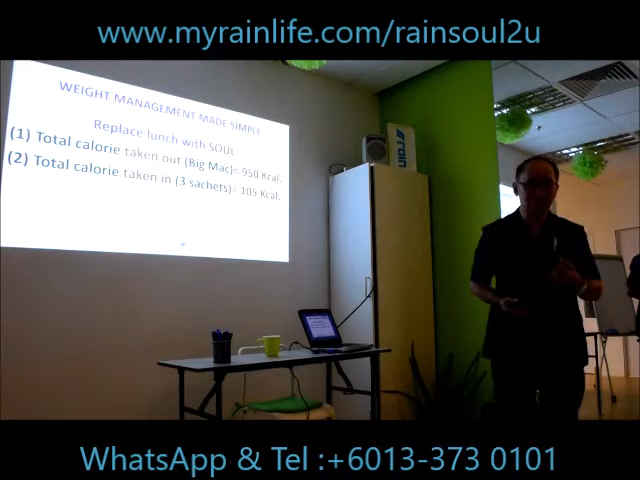 www.myrainlife.com/rainsoul2u
WEIGHT MANAGEMENT MADE SIMPLE
Replace lunch with SOUL
(1) Total calorie taken out (Big Mac)= 950 Kcal.
(2) Total calorie taken in (3 sachets)= 105 Kcal.
rain
WhatsApp & Tel :+6013-373 0101